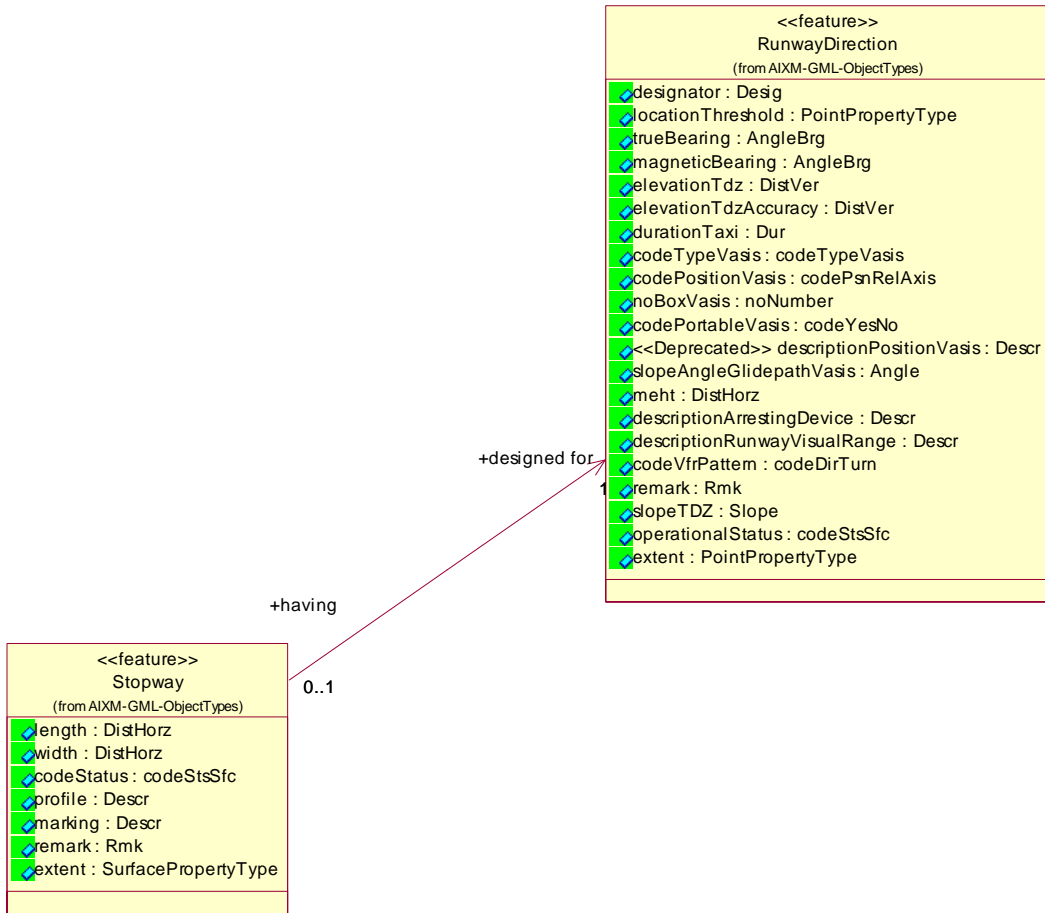 <<feature>>
RunwayDirection
(from AIXM-GML-ObjectTypes)
designator : Desig
locationThreshold : PointPropertyType
trueBearing : AngleBrg
magneticBearing : AngleBrg
elevationTdz : DistVer
elevationTdzAccuracy : DistVer
durationTaxi : Dur
codeTypeVasis : codeTypeVasis
codePositionVasis : codePsnRelAxis
noBoxVasis : noNumber
codePortableVasis : codeYesNo
<<Deprecated>> descriptionPositionVasis : Descr
slopeAngleGlidepathVasis : Angle
meht : DistHorz
descriptionArrestingDevice : Descr
descriptionRunwayVisualRange : Descr
codeVfrPattern : codeDirTurn
remark : Rmk
slopeTDZ : Slope
operationalStatus : codeStsSfc
extent : PointPropertyType
+designed for
1
+having
0..1
<<feature>>
Stopway
(from AIXM-GML-ObjectTypes)
length : DistHorz
width : DistHorz
codeStatus : codeStsSfc
profile : Descr
marking : Descr
remark : Rmk
extent : SurfacePropertyType